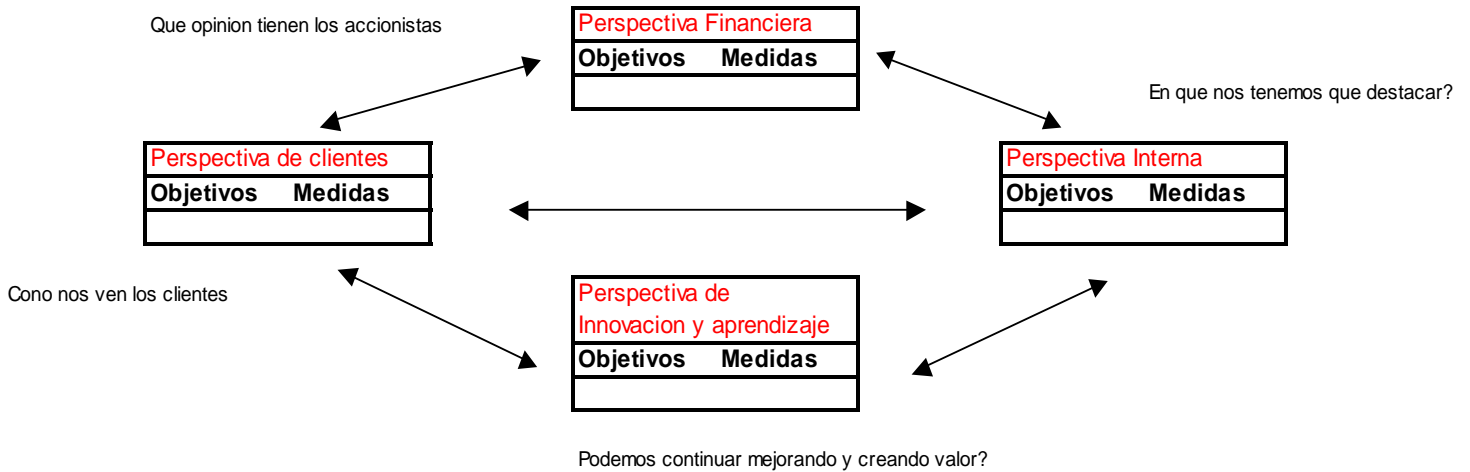 Que opinion tienen los accionistas
Perspectiva Financiera
Objetivos Medidas
En que nos tenemos que destacar?
Perspectiva de clientes
Objetivos Medidas
Perspectiva Interna
Objetivos Medidas
Cono nos ven los clientes
Perspectiva de
Innovacion y aprendizaje
Objetivos Medidas
Podemos continuar mejorando y creando valor?